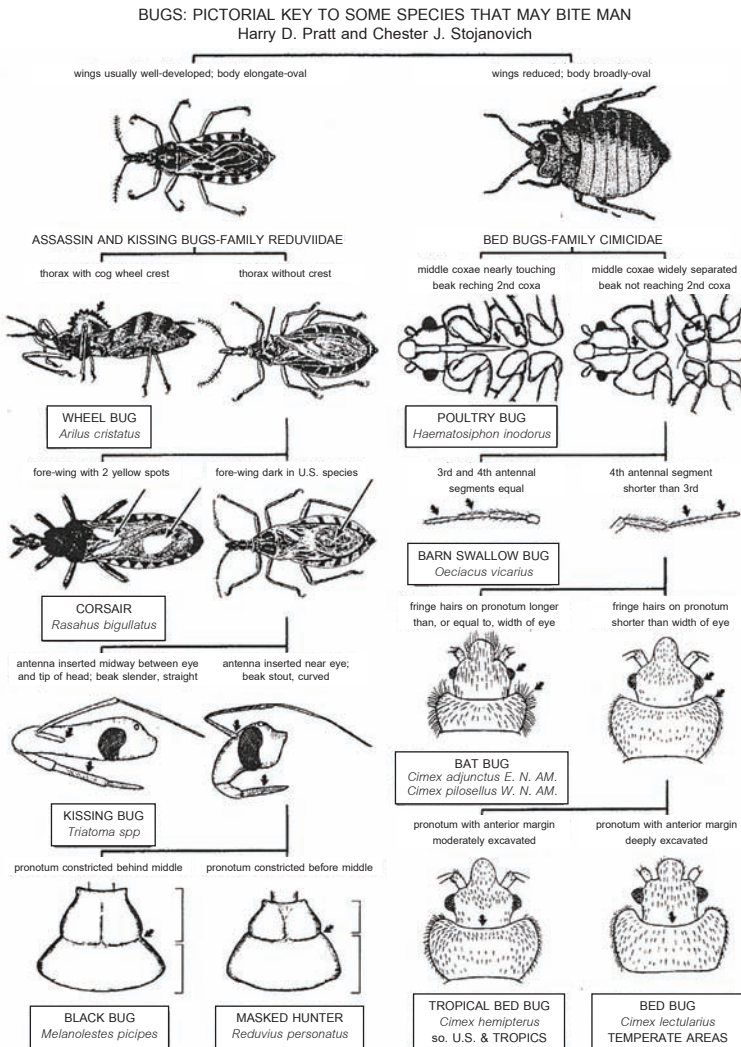 BUGS: PICTORIAL KEY TO SOME SPECIES THAT MAY BITE MAN
Harry D. Pratt and Chester J. Stojanovich
wings usually well-developed; body elongate-oval
wings reduced; body broadly-oval
ASSASSIN AND KISSING BUGS-FAMILY REDUVIIDAE
BED BUGS-FAMILY CIMICIDAE
thorax with cog wheel crest
thorax without crest
middle coxae nearly touching
beak reching 2nd coxa
middle coxae widely separated
beak not reaching 2nd coxa
WHEEL BUG
Arilus cristatus
POULTRY BUG
Haematosiphon inodorus
fore-wing with 2 yellow spots
fore-wing dark in U.S. species
3rd and 4th antennal
segments equal
4th antennal segment
shorter than 3rd
BARN SWALLOW BUG
Oeciacus vicarius
CORSAIR
Rasahus bigullatus
fringe hairs on pronotum longer
than, or equal to, width of eye
fringe hairs on pronotum
shorter than width of eye
antenna inserted midway between eye
and tip of head; beak slender, straight
antenna inserted near eye;
beak stout, curved
BAT BUG
Cimex adjunctus E. N. AM.
Cimex pilosellus W. N. AM.
KISSING BUG
Triatoma spp
pronotum with anterior margin
moderately excavated
pronotum with anterior margin
deeply excavated
pronotum constricted behind middle
pronotum constricted before middle
BLACK BUG
Melanolestes picipes
MASKED HUNTER
Reduvius personatus
TROPICAL BED BUG
Cimex hemipterus
so. U.S. & TROPICS
BED BUG
Cimex lectularius
TEMPERATE AREAS